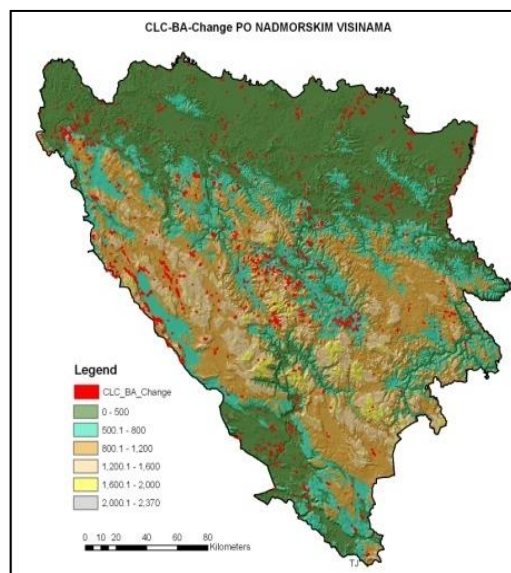 CLC-BA-Change PO NADMORSKIM VISINAMA
Legend
CLC_BA_Change
0 - 500
500.1 - 800
800.1 - 1,200
1,200.1 - 1,600
1,600.1 - 2,000
2,000.1 - 2,370
0 5 10 20 40 60 80
Kilometers
TJ